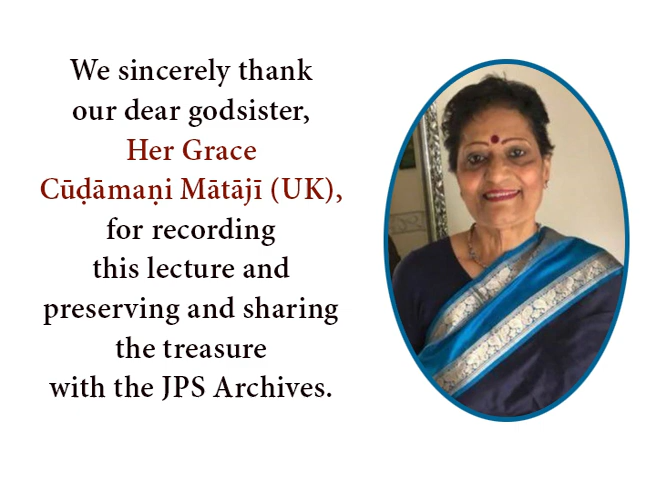 We sincerely thank
our dear godsister,
Her Grace
Cūḍāmaṇi Mātājī (UK),
for recording
this lecture and
preserving and sharing
the treasure
with the JPS Archives.